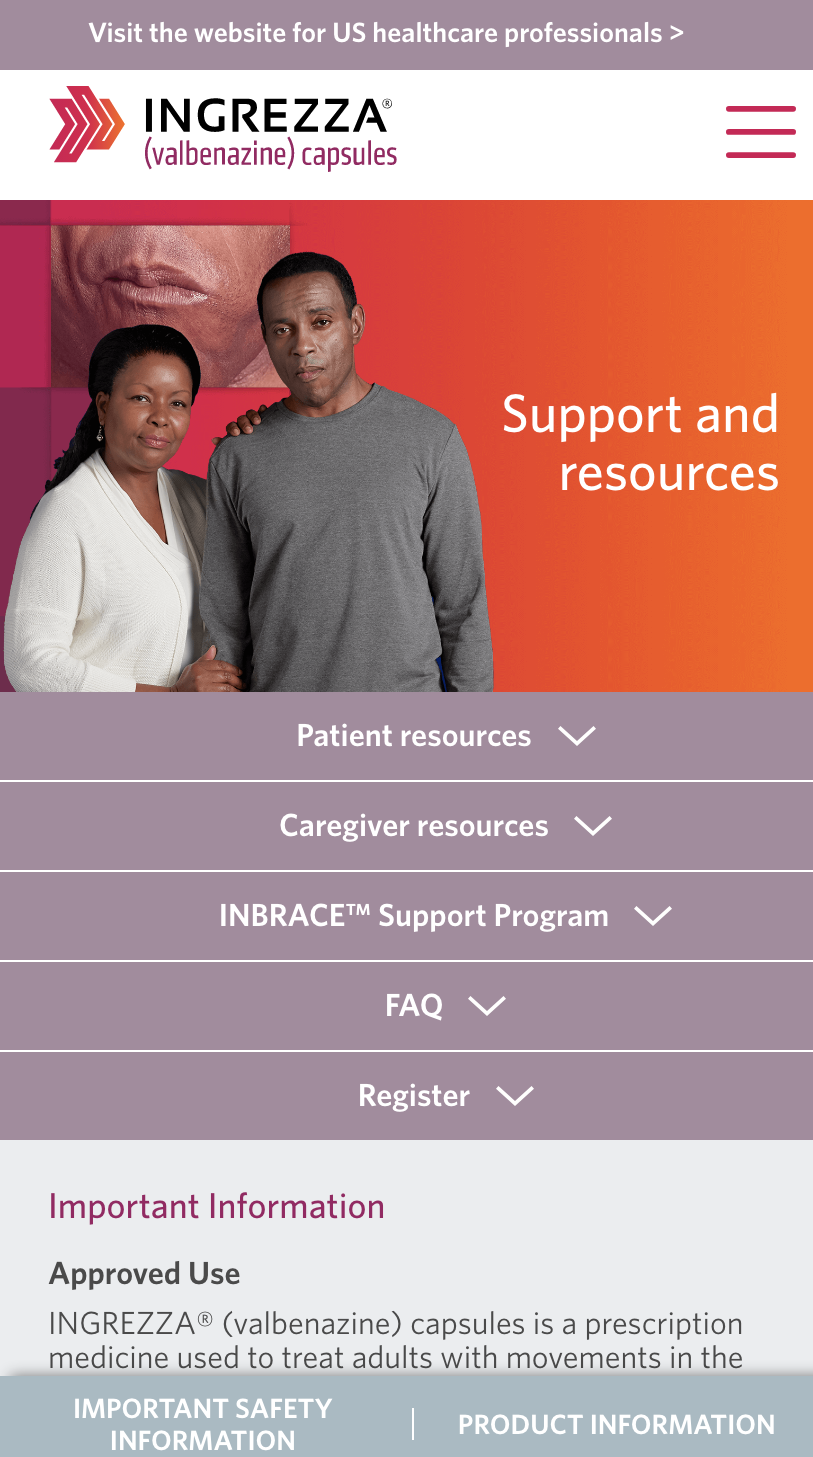 Visit the website for US healthcare professionals >
INGREZZA®
(valbenazine) capsules
Support and
resources
Patient resources
Caregiver resources
INBRACE™ Support Program
FAQ
Register
Important Information
Approved Use
INGREZZA® (valbenazine) capsules is a prescription
medicine used to treat adults with movements in the
IMPORTANT SAFETY
INFORMATION
PRODUCT INFORMATION